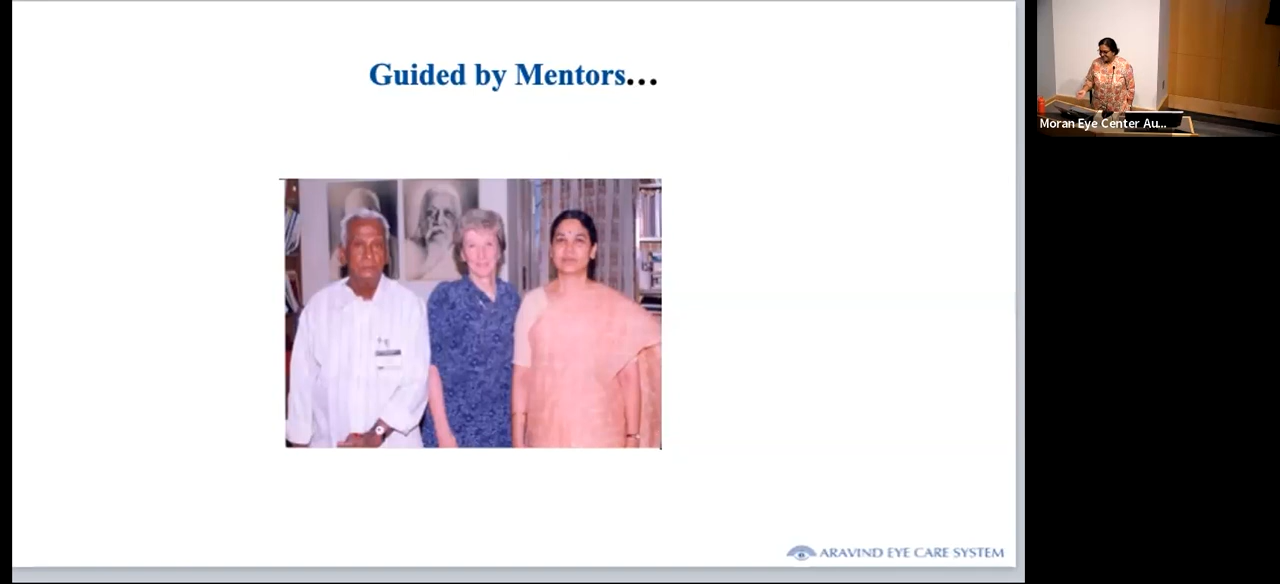 Guided by Mentors...
Moran Eye Center Au...
ARAVIND EYE CARE SYSTEM